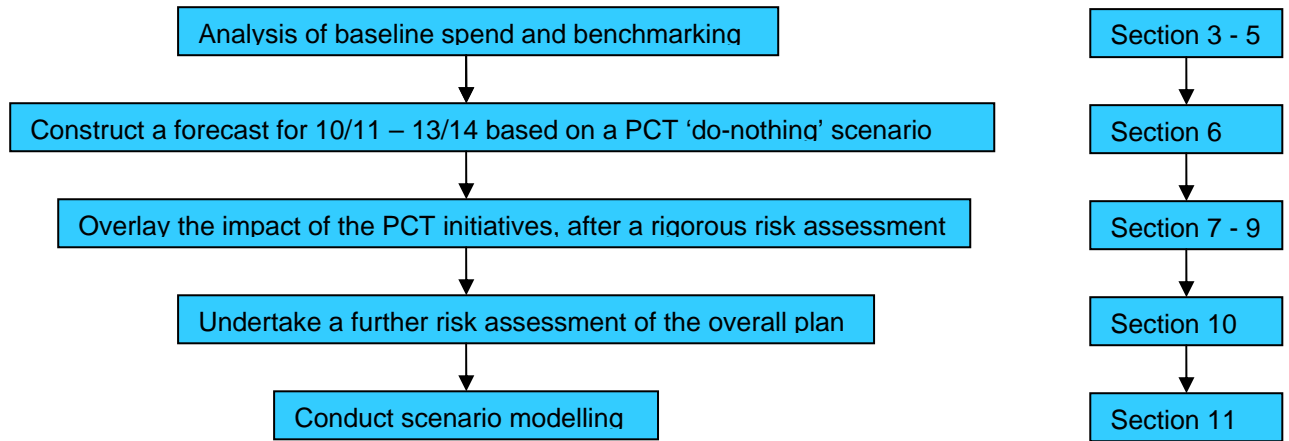 Analysis of baseline spend and benchmarking
Section 3 - 5
Construct a forecast for 10/11 – 13/14 based on a PCT ‘do-nothing’ scenario
Section 6
Overlay the impact of the PCT initiatives, after a rigorous risk assessment
Section 7 - 9
Undertake a further risk assessment of the overall plan
Section 10
Conduct scenario modelling
Section 11